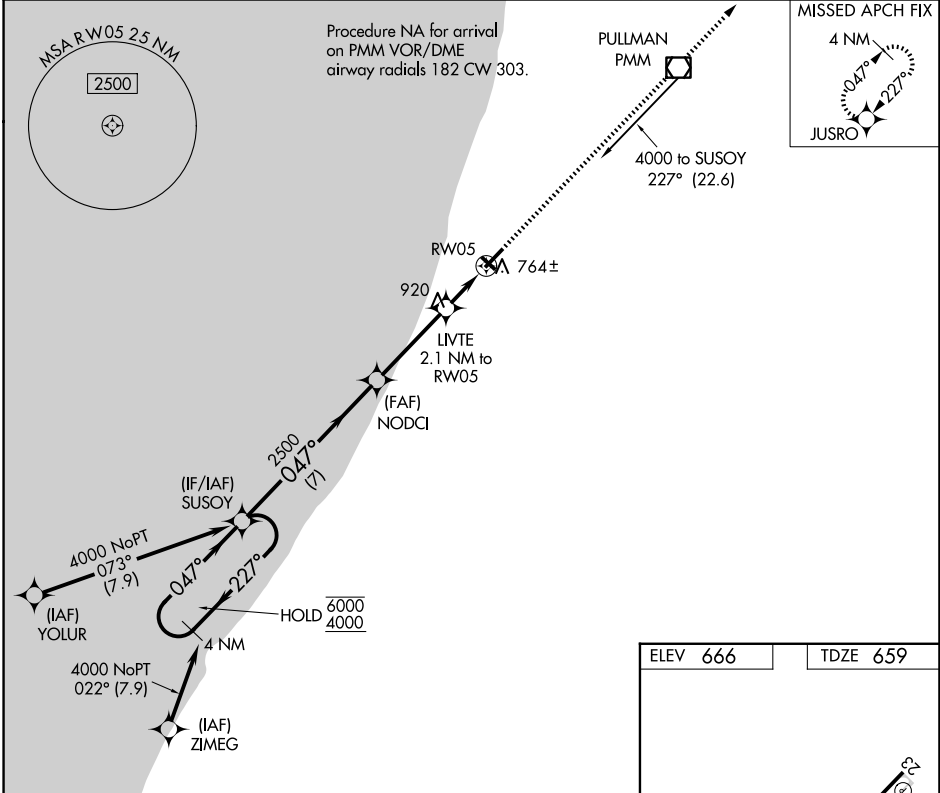 MSA RW05 25 NM
2500
Procedure NA for arrival
on PMM VOR/DME
airway radials 182 CW 303.
PULLMAN
PMM
MISSED APCH FIX
4 NM
047°
227°
JUSRO
4000 to SUSOY
227° (22.6)
RW05
764±
920
LIVTE
2.1 NM to
RW05
(FAF)
NODCI
2500
047°
(7)
(IF/IAF)
SUSOY
4000 NoPT
073°
(7.9)
047°
227°
(IAF)
YOLUR
HOLD 6000
4000
4 NM
4000 NoPT
022° (7.9)
(IAF)
ZIMEG
ELEV 666
TDZE 659
23